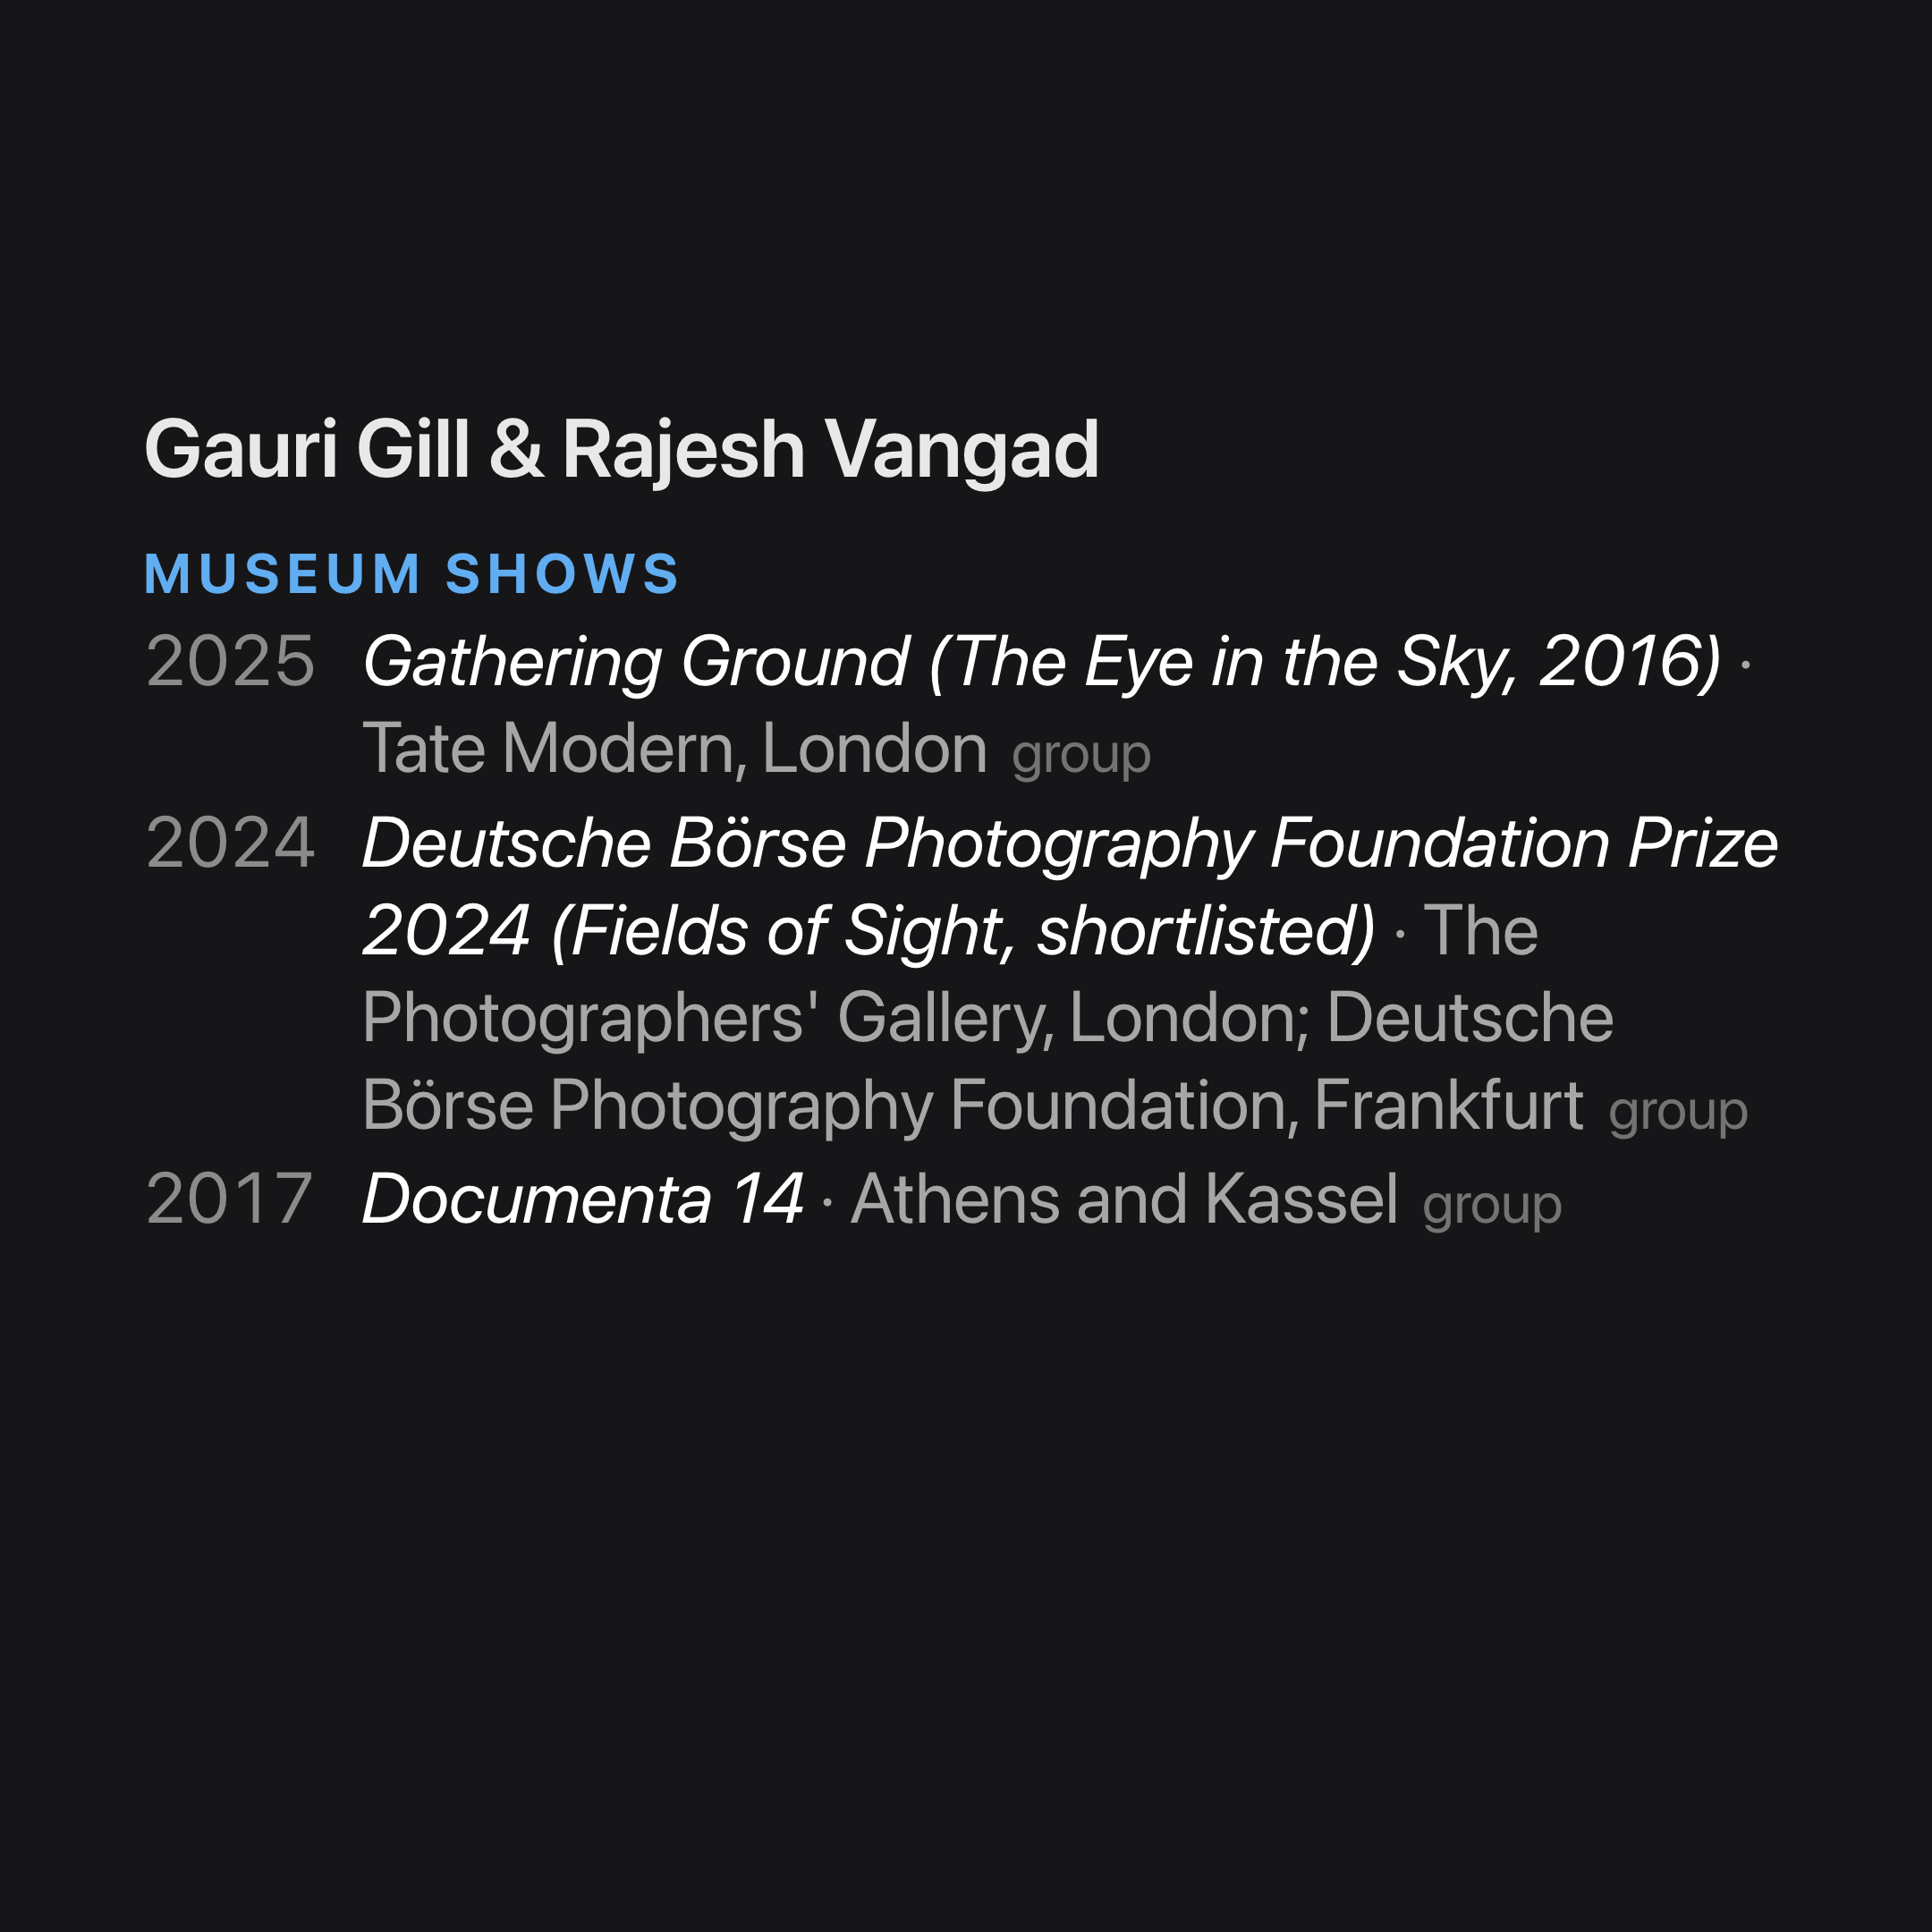 Gauri Gill & Rajesh Vangad
MUSEUM SHOWS
2025 Gathering Ground (The Eye in the Sky, 2016) ·
Tate Modern, London group
2024 Deutsche Börse Photography Foundation Prize
2024 (Fields of Sight, shortlisted) · The
Photographers' Gallery, London; Deutsche
Börse Photography Foundation, Frankfurt group
2017 Documenta 14 · Athens and Kassel group